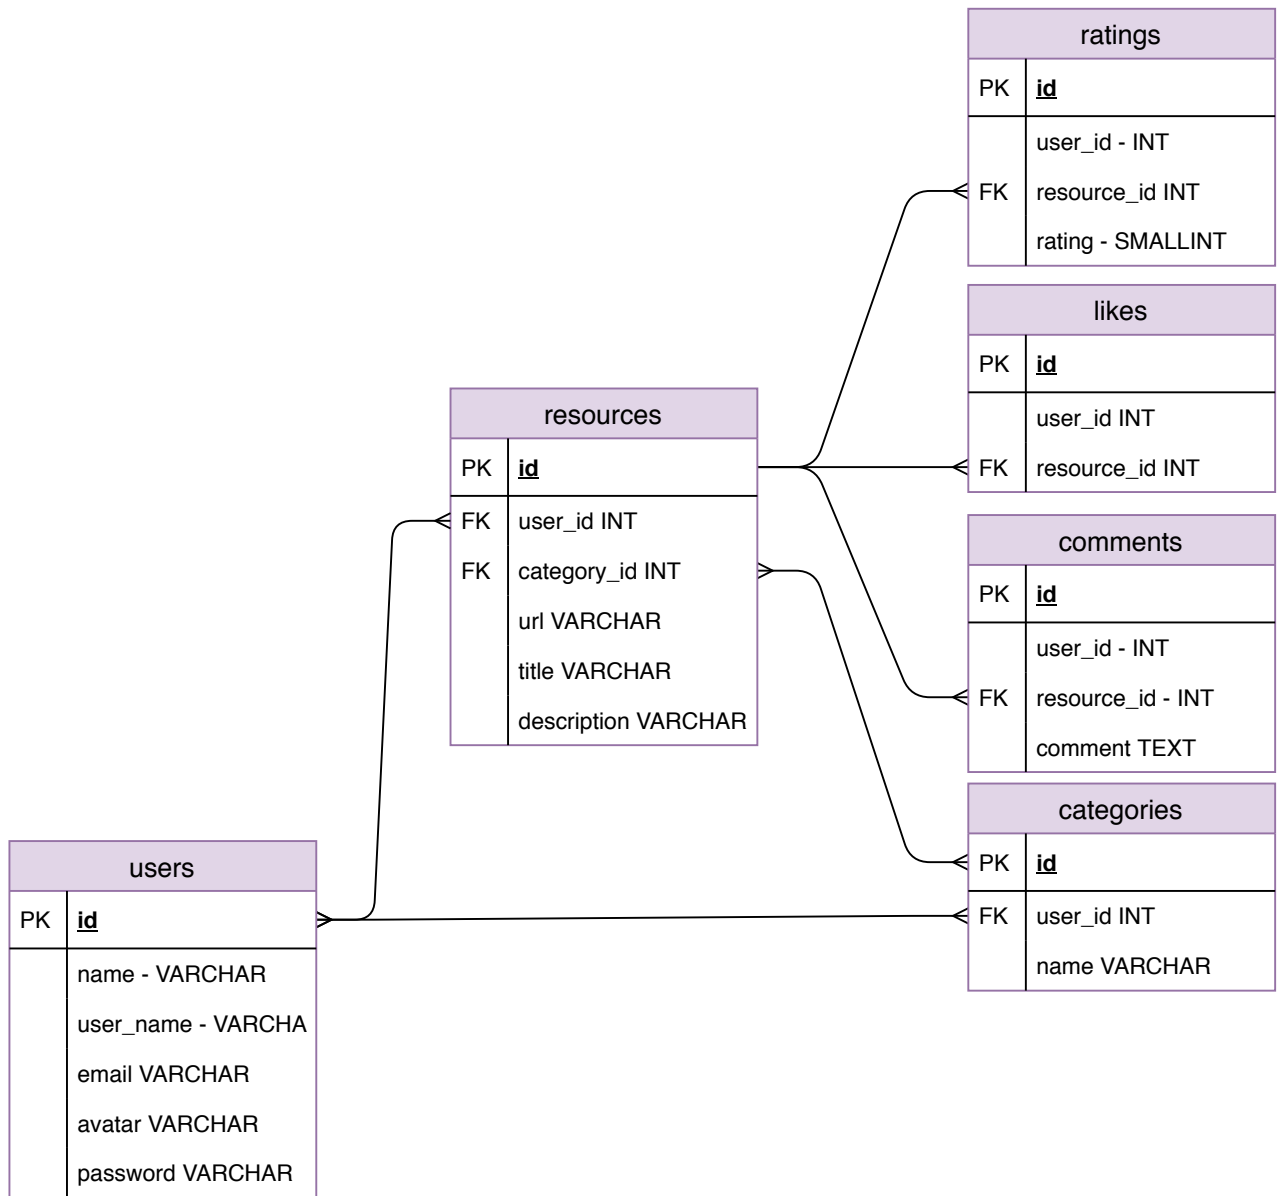 ratings
PK id
user_id - INT
FK resource_id INT
rating - SMALLINT
likes
PK id
user_id INT
FK resource_id INT
resources
PK id
FK user_id INT
FK category_id INT
url VARCHAR
title VARCHAR
description VARCHAR
comments
PK id
user_id - INT
FK resource_id - INT
comment TEXT
categories
PK id
FK user_id INT
name VARCHAR
users
PK id
name - VARCHAR
user_name - VARCHA
email VARCHAR
avatar VARCHAR
password VARCHAR